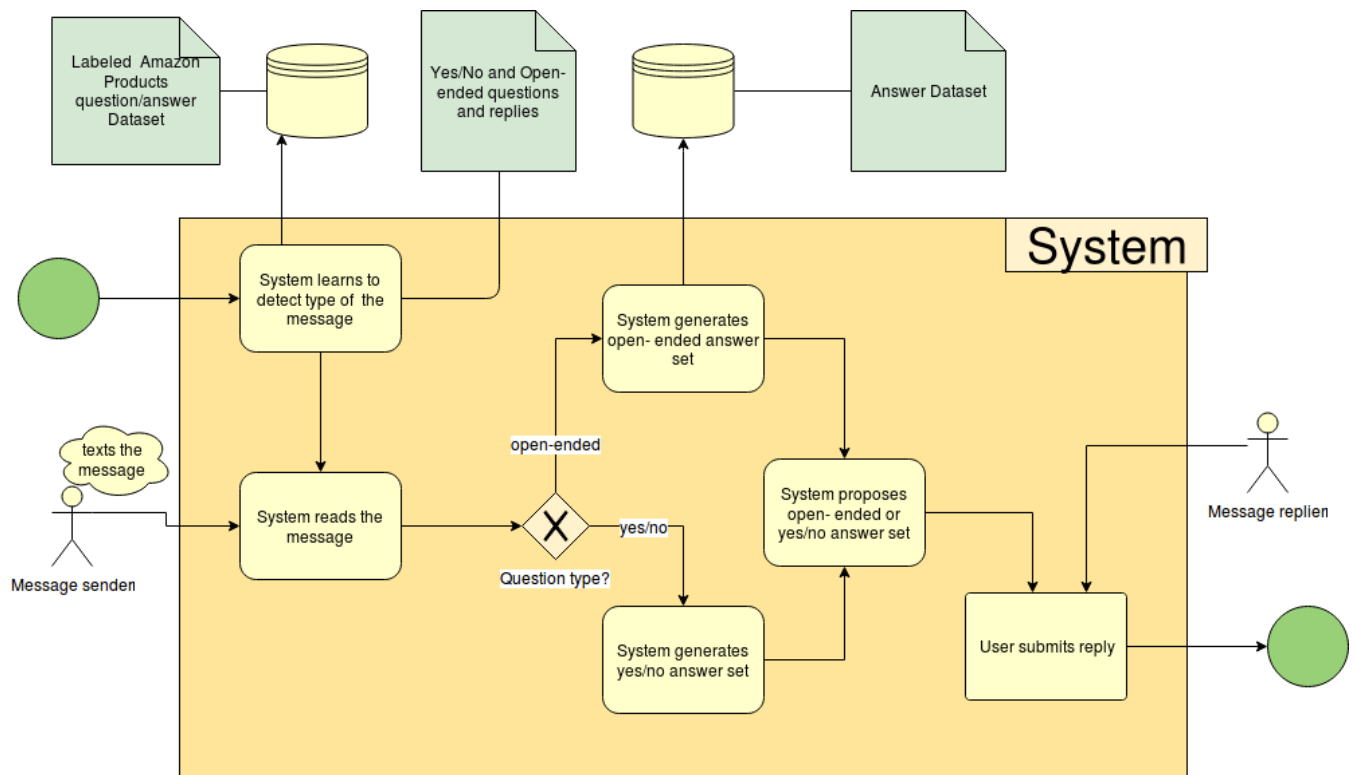 Labeled  Amazon
Products
question/answer
Dataset
Yes/No and Open-
ended questions
and replies
Answer Dataset
System
System learns to
detect type of  the
message
System generates
open- ended answer
set
texts the
message
open-ended
System reads the
message
yes/no
System proposes
open- ended or
yes/no answer set
Message replien
Message senden
Question type?
System generates
yes/no answer set
User submits reply